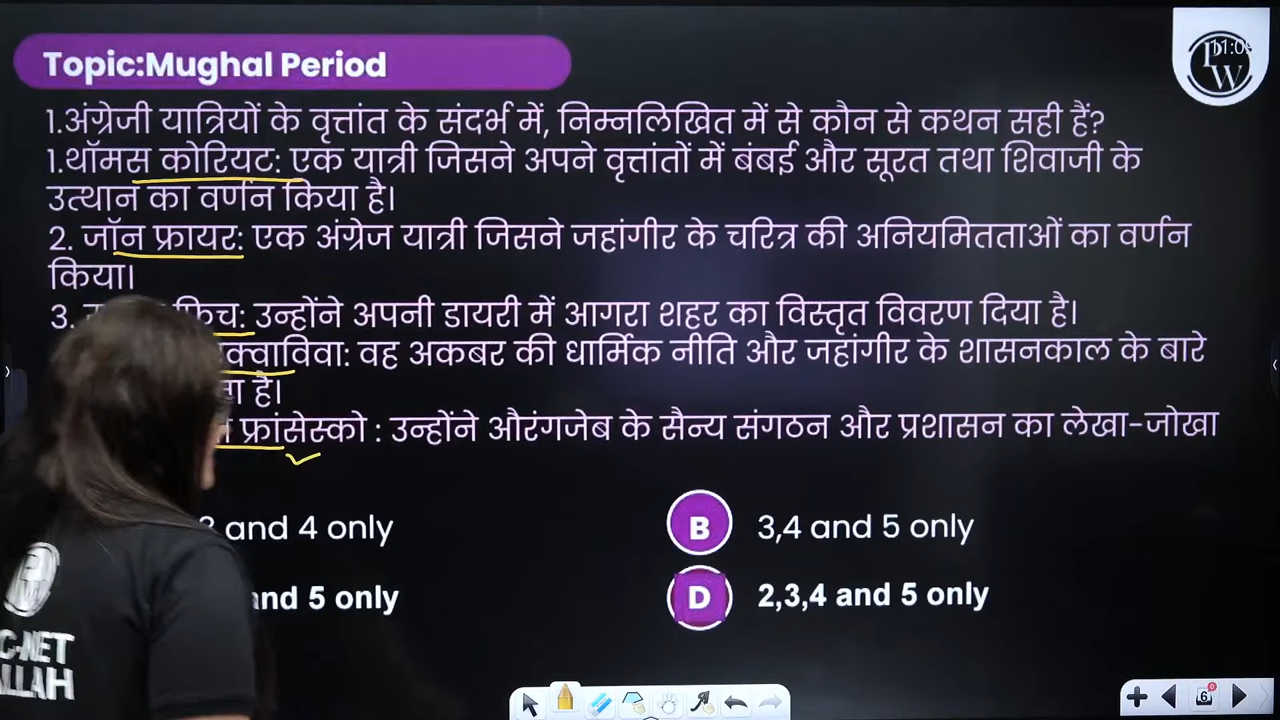 Topic:Mughal Period
11:0
PW
1.अंग्रेजी यात्रियों के वृत्तांत के संदर्भ में, निम्नलिखित में से कौन से कथन सही हैं?
1.थॉमस कोरियट: एक यात्री जिसने अपने वृत्तांतों में बंबई और सूरत तथा शिवाजी के
उत्थान का वर्णन किया है।
2. जॉन फ्रायर: एक अंग्रेज यात्री जिसने जहांगीर के चरित्र की अनियमितताओं का वर्णन
किया।
3. फिच: उन्होंने अपनी डायरी में आगरा शहर का विस्तृत विवरण दिया है।
क्वाविवा: वह अकबर की धार्मिक नीति और जहांगीर के शासनकाल के बारे
है।
फ्रांसेस्को : उन्होंने औरंगजेब के सैन्य संगठन और प्रशासन का लेखा-जोखा
and 4 only
B 3,4 and 5 only
and 5 only
D 2,3,4 and 5 only